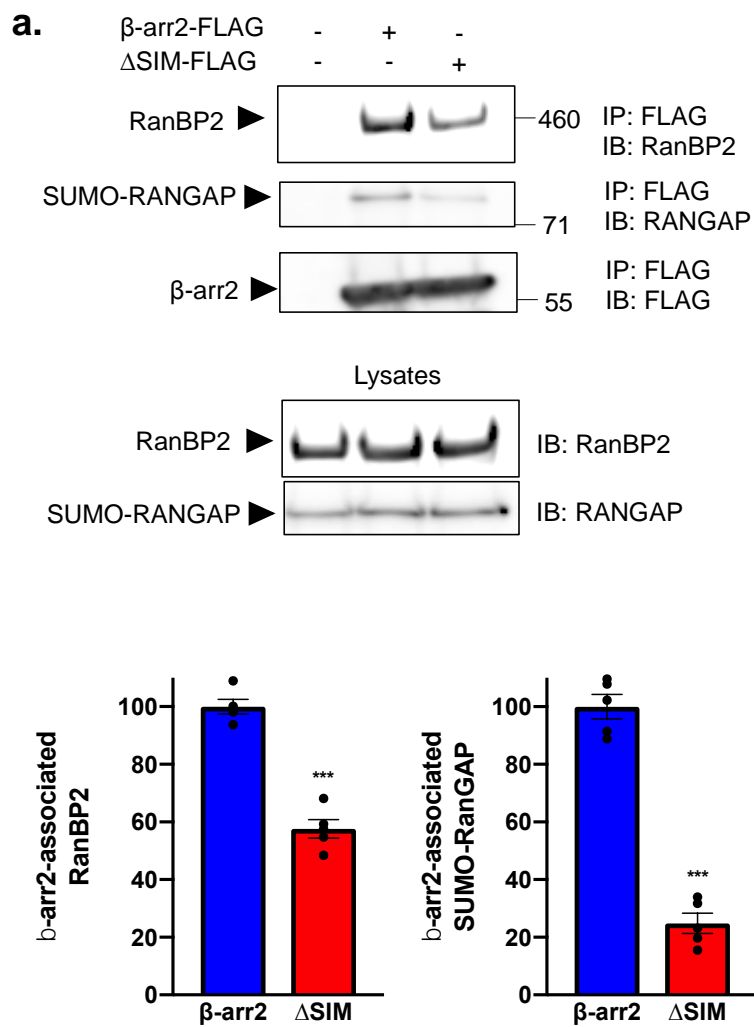 a.
β-arr2-FLAG - + -
ΔSIM-FLAG - - +
RanBP2 460 IP: FLAG
IB: RanBP2
SUMO-RANGAP 71 IP: FLAG
IB: RANGAP
β-arr2 55 IP: FLAG
IB: FLAG
Lysates
RanBP2 IB: RanBP2
SUMO-RANGAP IB: RANGAP
b-arr2-associated
RanBP2
100
80
60
40
20
0
***
β-arr2 ΔSIM
b-arr2-associated
SUMO-RanGAP
100
80
60
40
20
0
***
β-arr2 ΔSIM